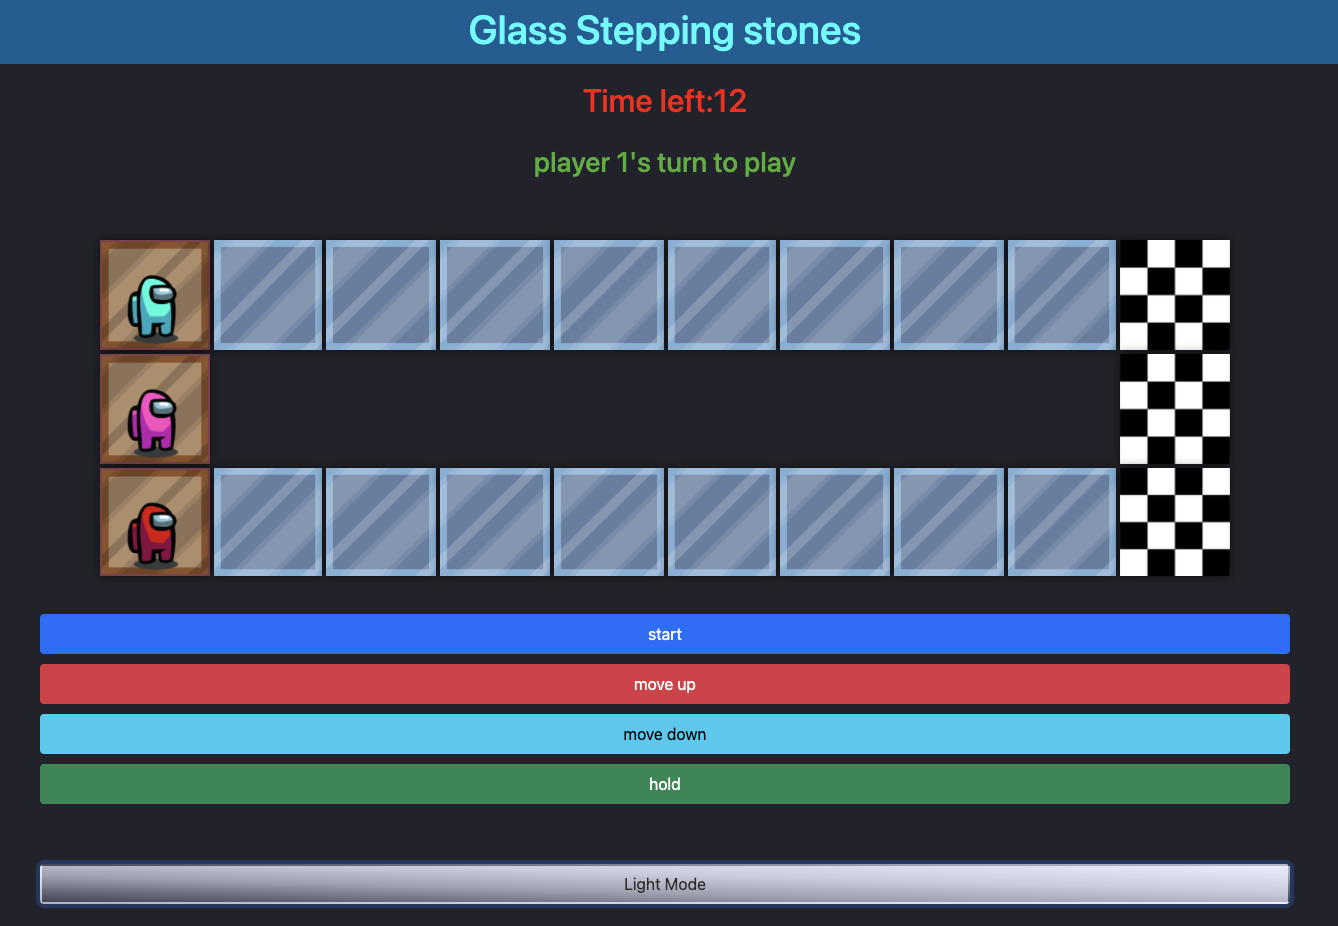 Glass Stepping stones
Time left:12
player 1's turn to play
start
move up
move down
hold
Light Mode